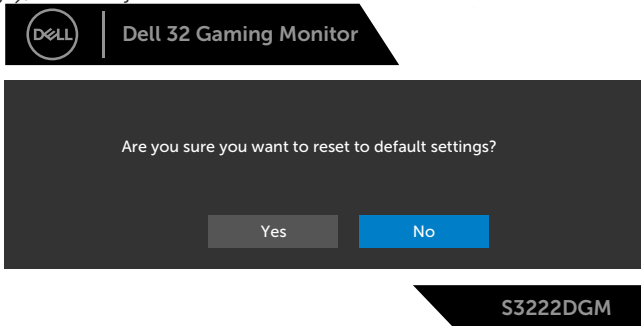 DELL
Dell 32 Gaming Monitor
Are you sure you want to reset to default settings?
Yes
No
S3222DGM